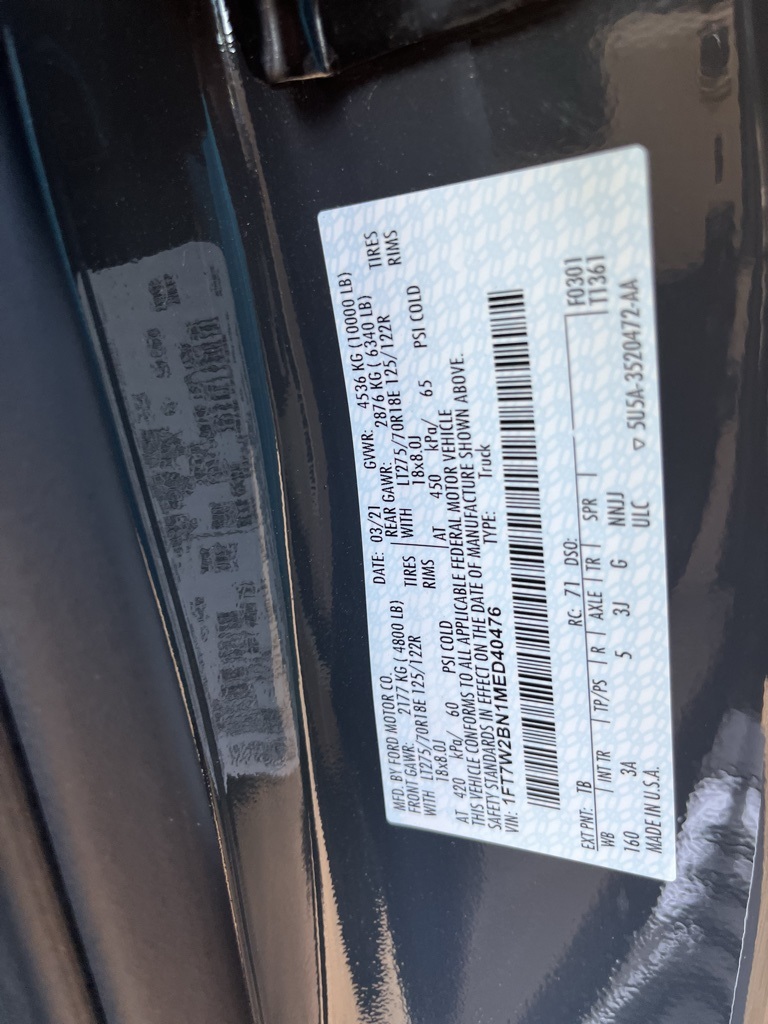 MFD. BY FORD MOTOR CO.
DATE: 03/21 GVWR: 4536 KG (10000 LB)
FRONT GAWR: 2177 KG ( 4800 LB) REAR GAWR: 2876 KG ( 6340 LB)
WITH LT275/70R18E 125/122R TIRES WITH LT275/70R18E 125/122R TIRES
18x8.0J RIMS 18x8.0J RIMS
AT 420 kPa/ 60 PSI COLD AT 450 kPa/ 65 PSI COLD
THIS VEHICLE CONFORMS TO ALL APPLICABLE FEDERAL MOTOR VEHICLE
SAFETY STANDARDS IN EFFECT ON THE DATE OF MANUFACTURE SHOWN ABOVE.
VIN: 1FT7W2BN1MED40476 TYPE: Truck
EXT PNT: TB RC: 71 DSO: F0301
WB INT TR TP/PS R AXLE TR SPR T1361
160 3A 5 3J G NNJJ
MADE IN U.S.A. ULC ▽ 5U5A-3520472-AA